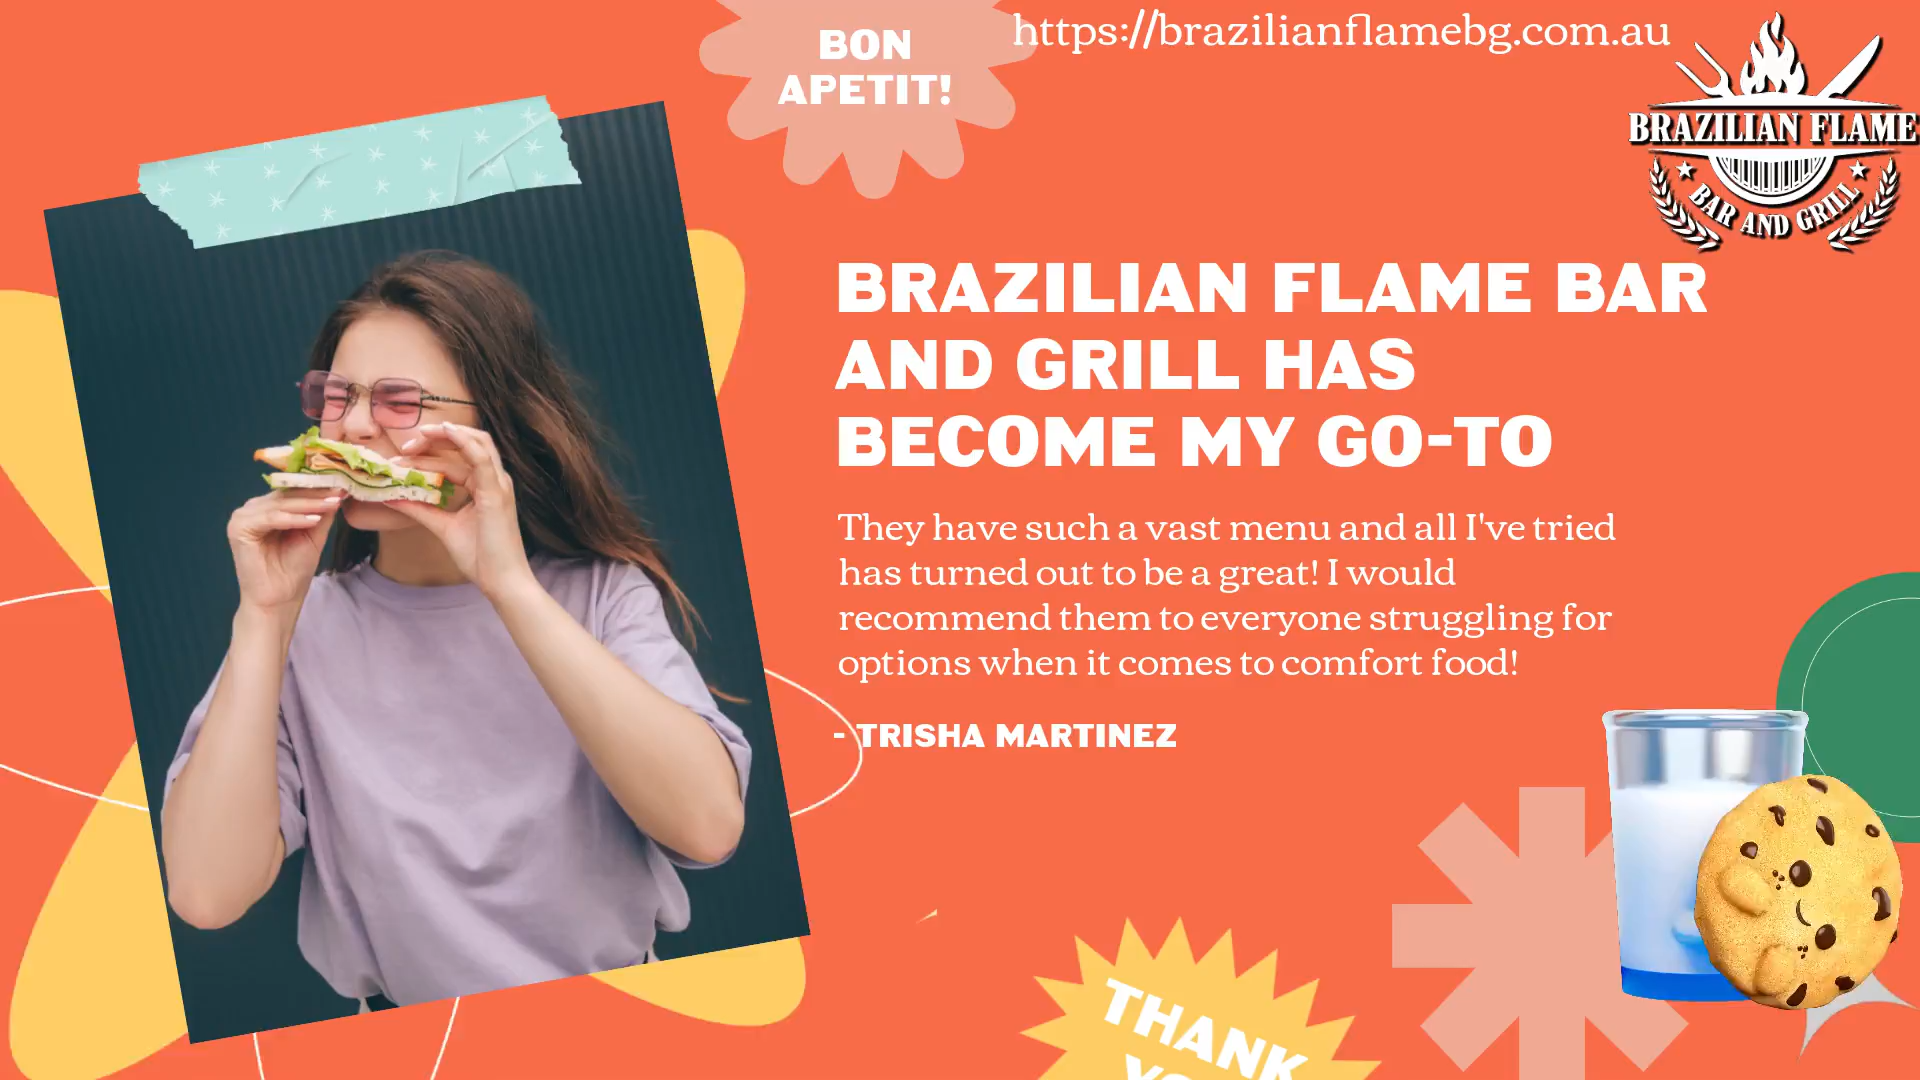 BON
APETIT!
https://brazilianflamebg.com.au
BRAZILIAN FLAME
BAR AND GRILL
BRAZILIAN FLAME BAR
AND GRILL HAS
BECOME MY GO-TO
They have such a vast menu and all I've tried
has turned out to be a great! I would
recommend them to everyone struggling for
options when it comes to comfort food!
- TRISHA MARTINEZ
THANK